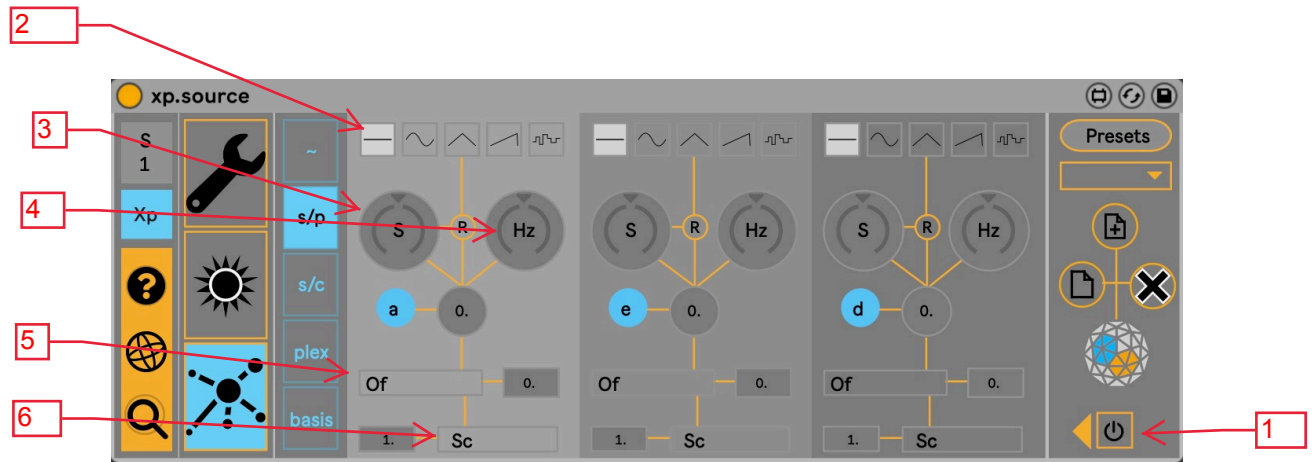 2
xp.source
S
1
Xp
~
s/p
s/c
plex
basis
3
4
5
6
S
R
Hz
a
0.
Of
0.
1.
Sc
S
R
Hz
e
0.
Of
0.
1.
Sc
S
R
Hz
d
0.
Of
0.
1.
Sc
Presets
?
1